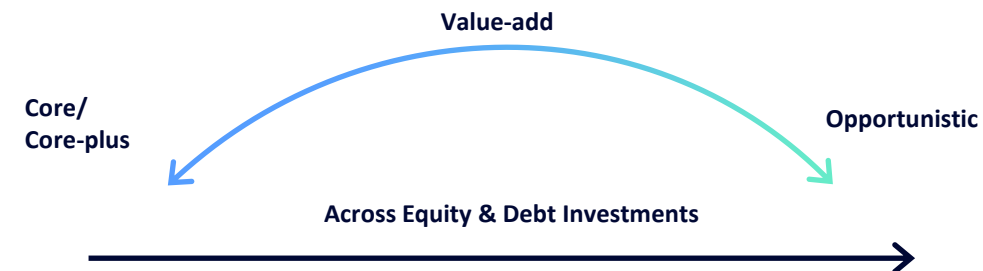 Value-add
Core/
Core-plus
Opportunistic
Across Equity & Debt Investments